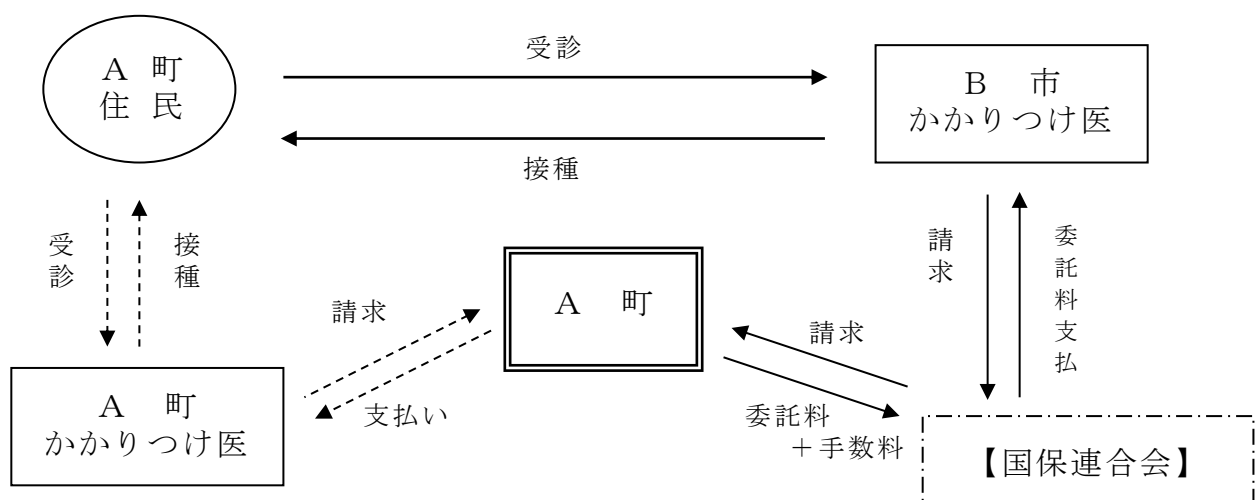 受診
A 町
住 民
B 市
かかりつけ医
接種
受診
接種
請求
委託料支払
A 町
請求
請求
支払い
委託料
＋手数料
A 町
かかりつけ医
【国保連合会】